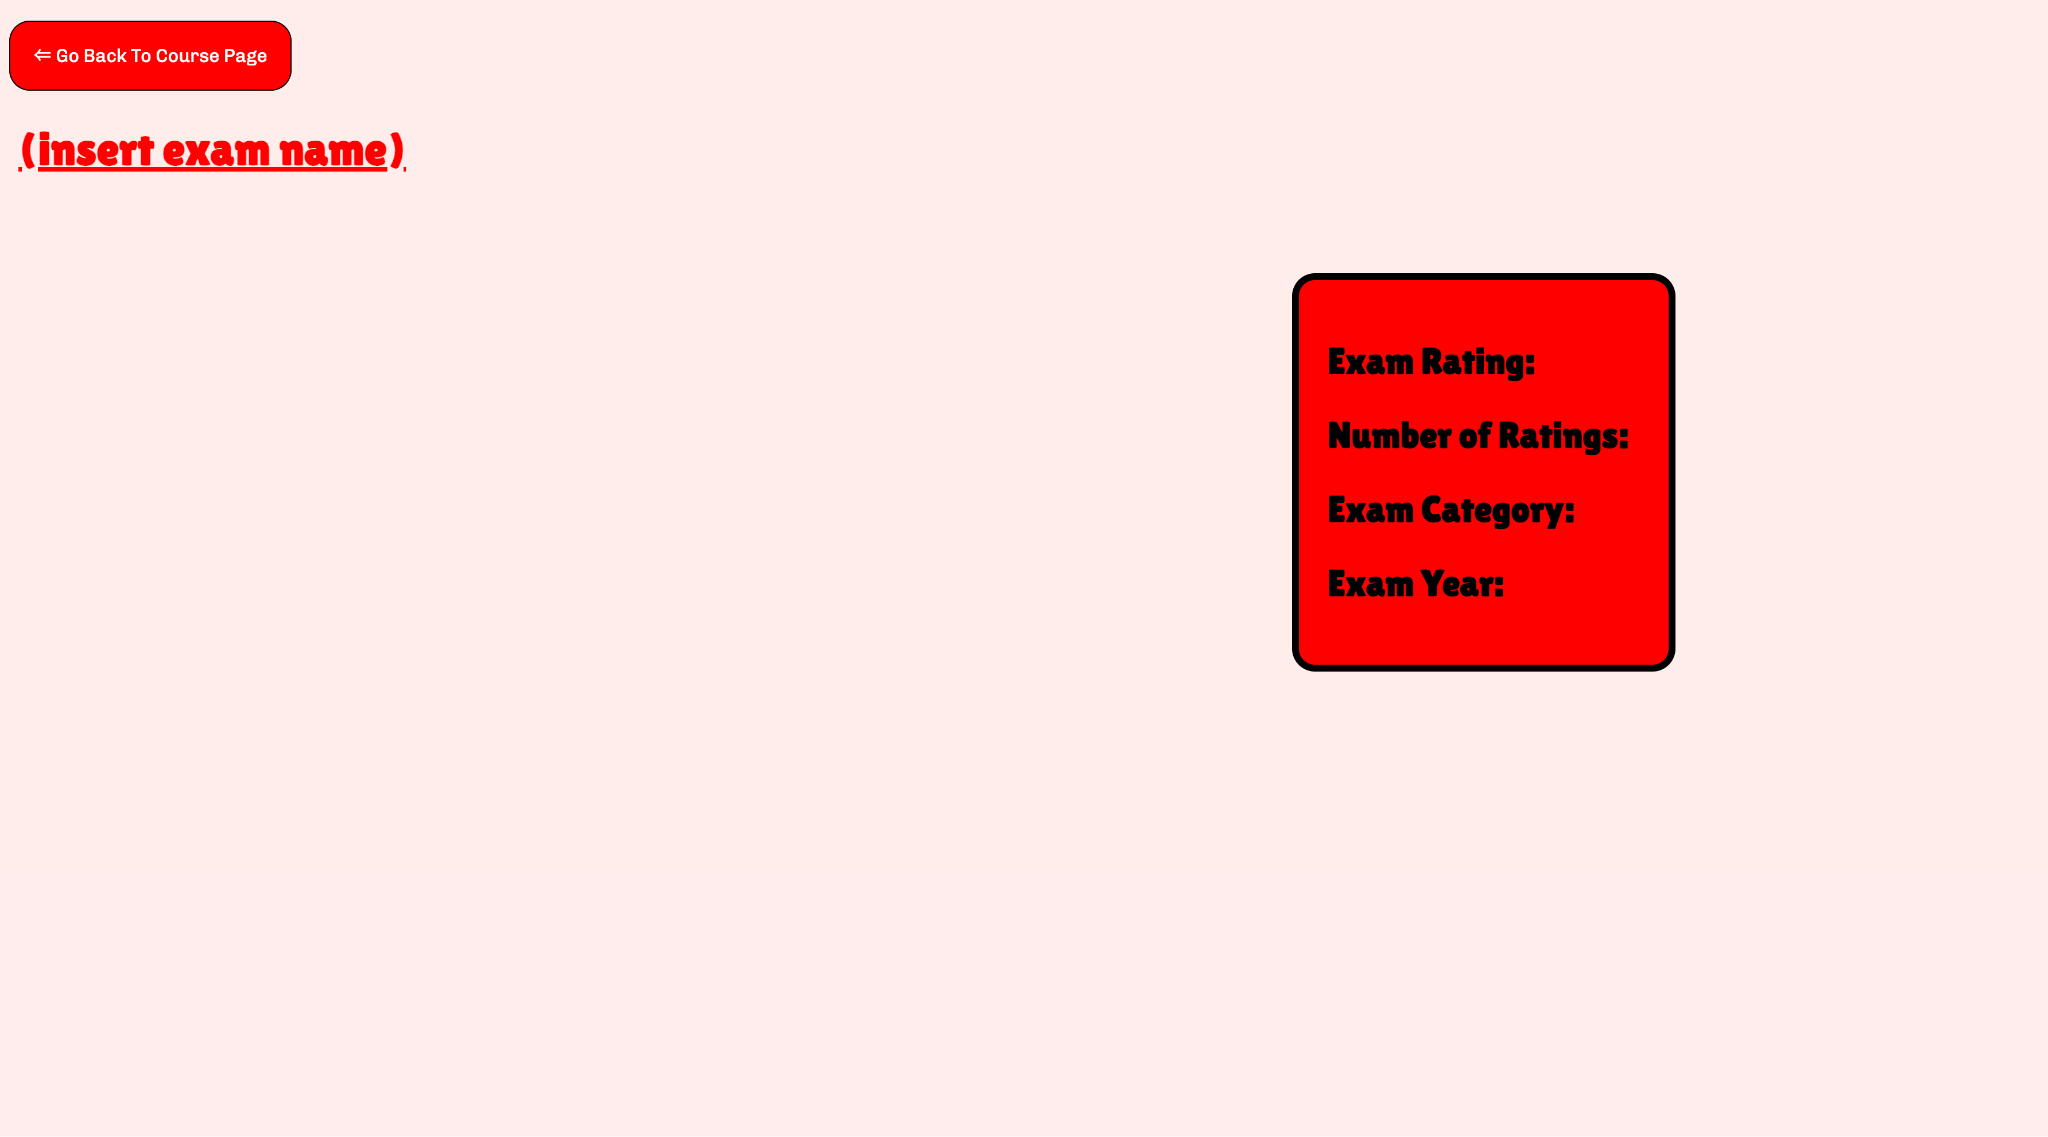 ⇐ Go Back To Course Page
(insert exam name)
Exam Rating:
Number of Ratings:
Exam Category:
Exam Year: